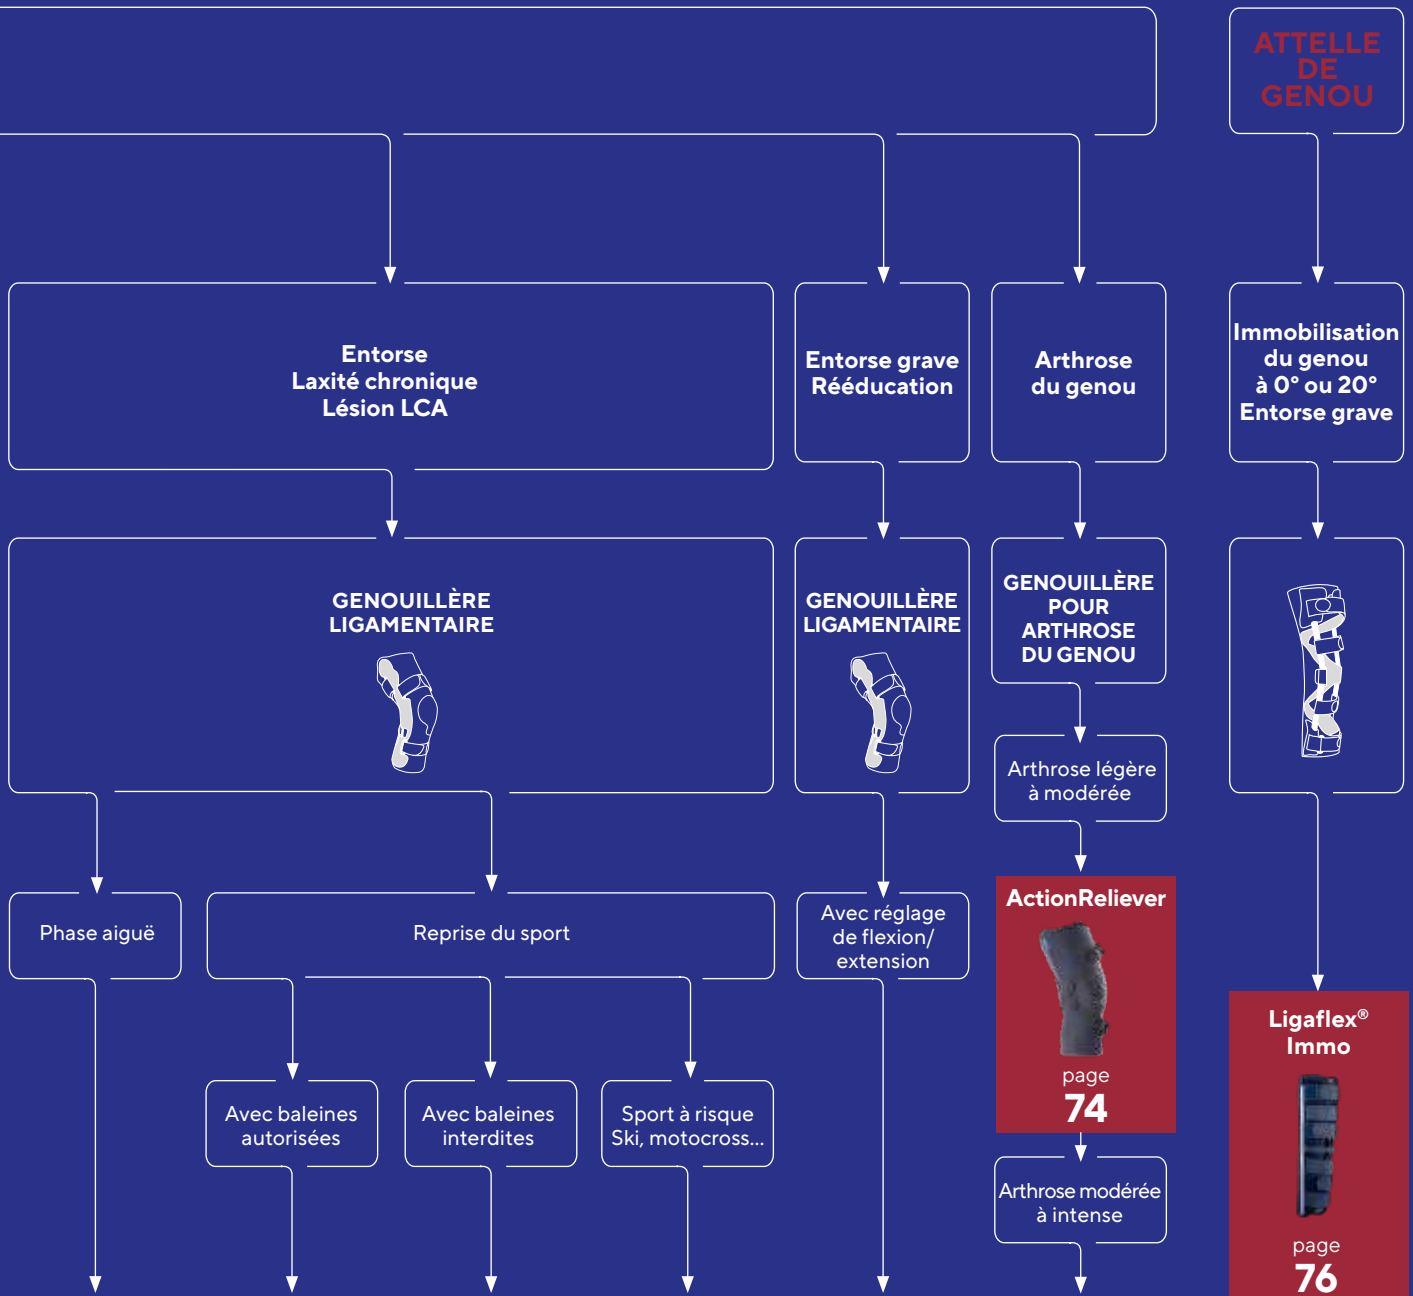 ATTELLE
DE
GENOU
Entorse
Laxité chronique
Lésion LCA
Entorse grave
Rééducation
Arthrose
du genou
Immobilisation
du genou
à 0° ou 20°
Entorse grave
GENOUILLÈRE
LIGAMENTAIRE
GENOUILLÈRE
LIGAMENTAIRE
GENOUILLÈRE
POUR
ARTHROSE
DU GENOU
Arthrose légère
à modérée
Phase aiguë
Reprise du sport
Avec réglage
de flexion/
extension
ActionReliever
page
74
Ligaflex®
Immo
page
76
Avec baleines
autorisées
Avec baleines
interdites
Sport à risque
Ski, motocross...
Arthrose modérée
à intense